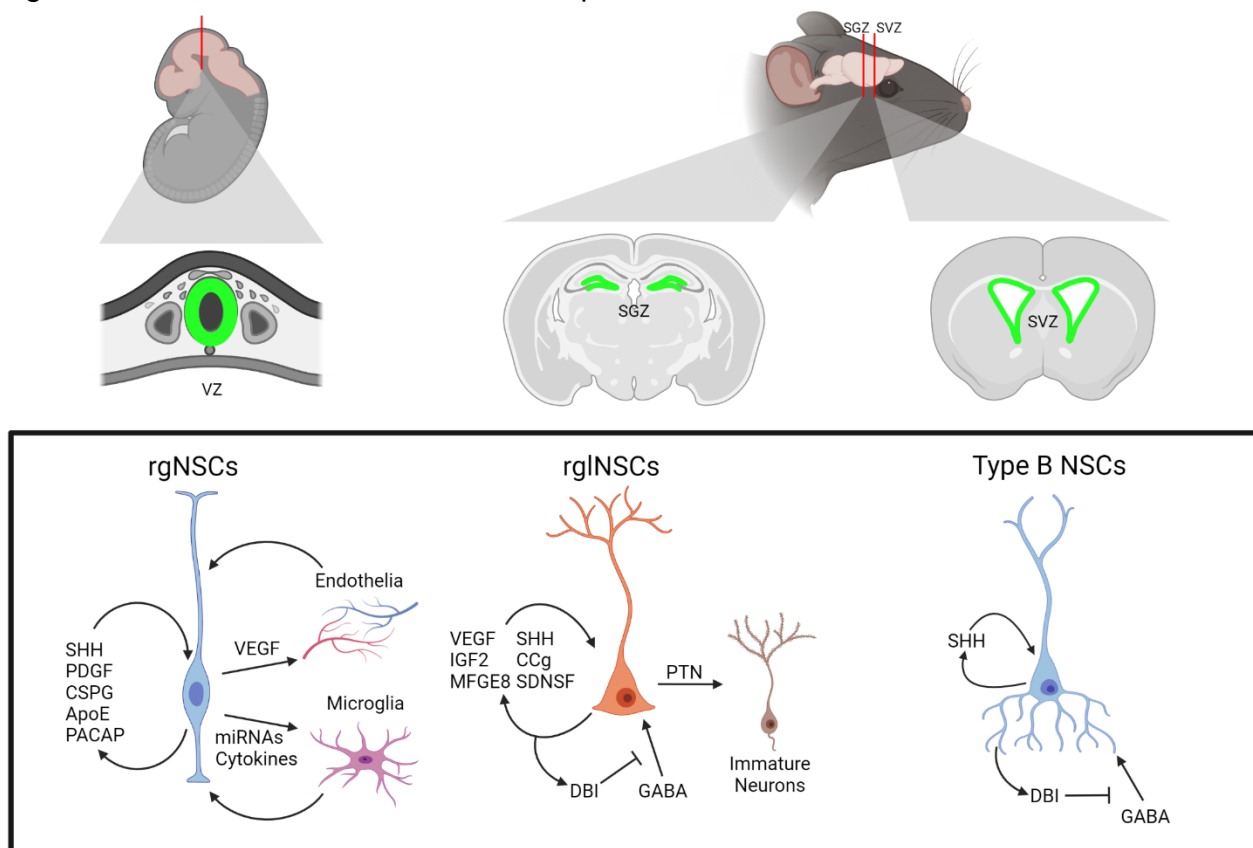 SGZ SVZ
VZ
SGZ
SVZ
rgNSCs
SHH
PDGF
CSPG
ApoE
PACAP
VEGF
Endothelia
miRNAs
Cytokines
Microglia
rglNSCs
VEGF SHH
IGF2 CCg
MFGE8 SDNSF
PTN
DBI
GABA
Immature
Neurons
Type B NSCs
SHH
DBI
GABA